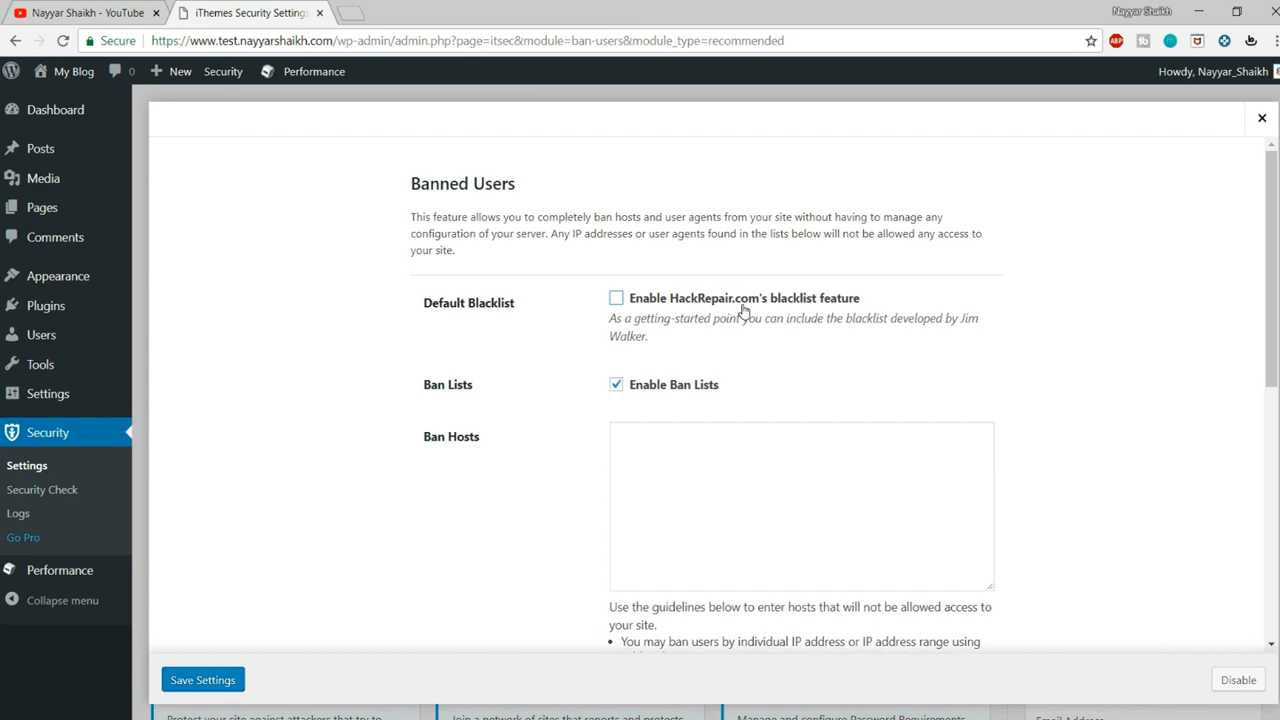 Nayyar Shaikh - YouTube
iThemes Security Setting
Nayyar Shaikh
Secure
https://www.test.nayyarshaikh.com/wp-admin/admin.php?page=itsec&module=ban-users&module_type=recommended
ABP
My Blog
0
New
Security
Performance
Howdy, Nayyar_Shaikh
Dashboard
Posts
Media
Pages
Comments
Appearance
Plugins
Users
Tools
Settings
Security
Settings
Security Check
Logs
Go Pro
Performance
Collapse menu
Banned Users
This feature allows you to completely ban hosts and user agents from your site without having to manage any
configuration of your server. Any IP addresses or user agents found in the lists below will not be allowed any access to
your site.
Default Blacklist
Enable HackRepair.com's blacklist feature
As a getting-started point you can include the blacklist developed by Jim
Walker.
Ban Lists
Enable Ban Lists
Ban Hosts
Use the guidelines below to enter hosts that will not be allowed access to
your site.
• You may ban users by individual IP address or IP address range using
Save Settings
Disable
Protect your site against attackers that try to
Join a network of sites that reports and protects
Manage and configure Password Requirements
Email Address